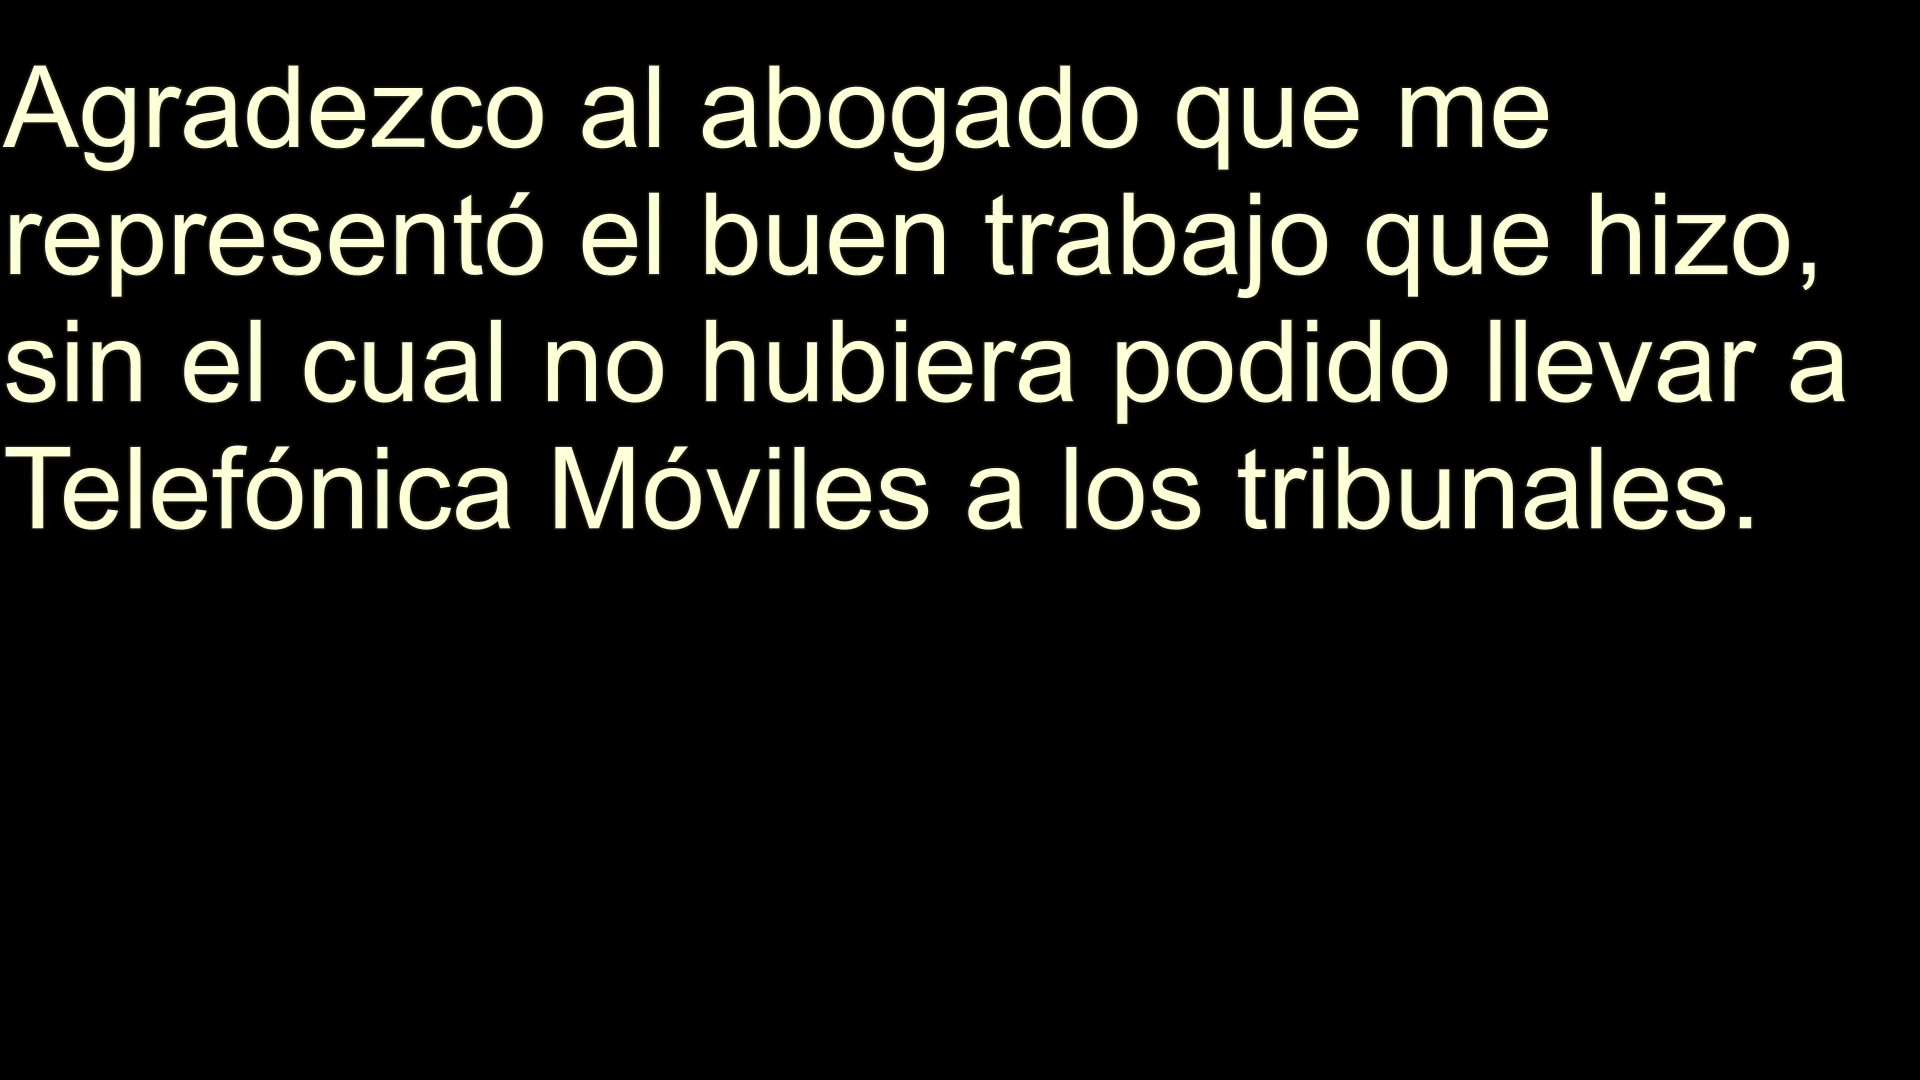 Agradezco al abogado que me
representó el buen trabajo que hizo,
sin el cual no hubiera podido llevar a
Telefónica Móviles a los tribunales.